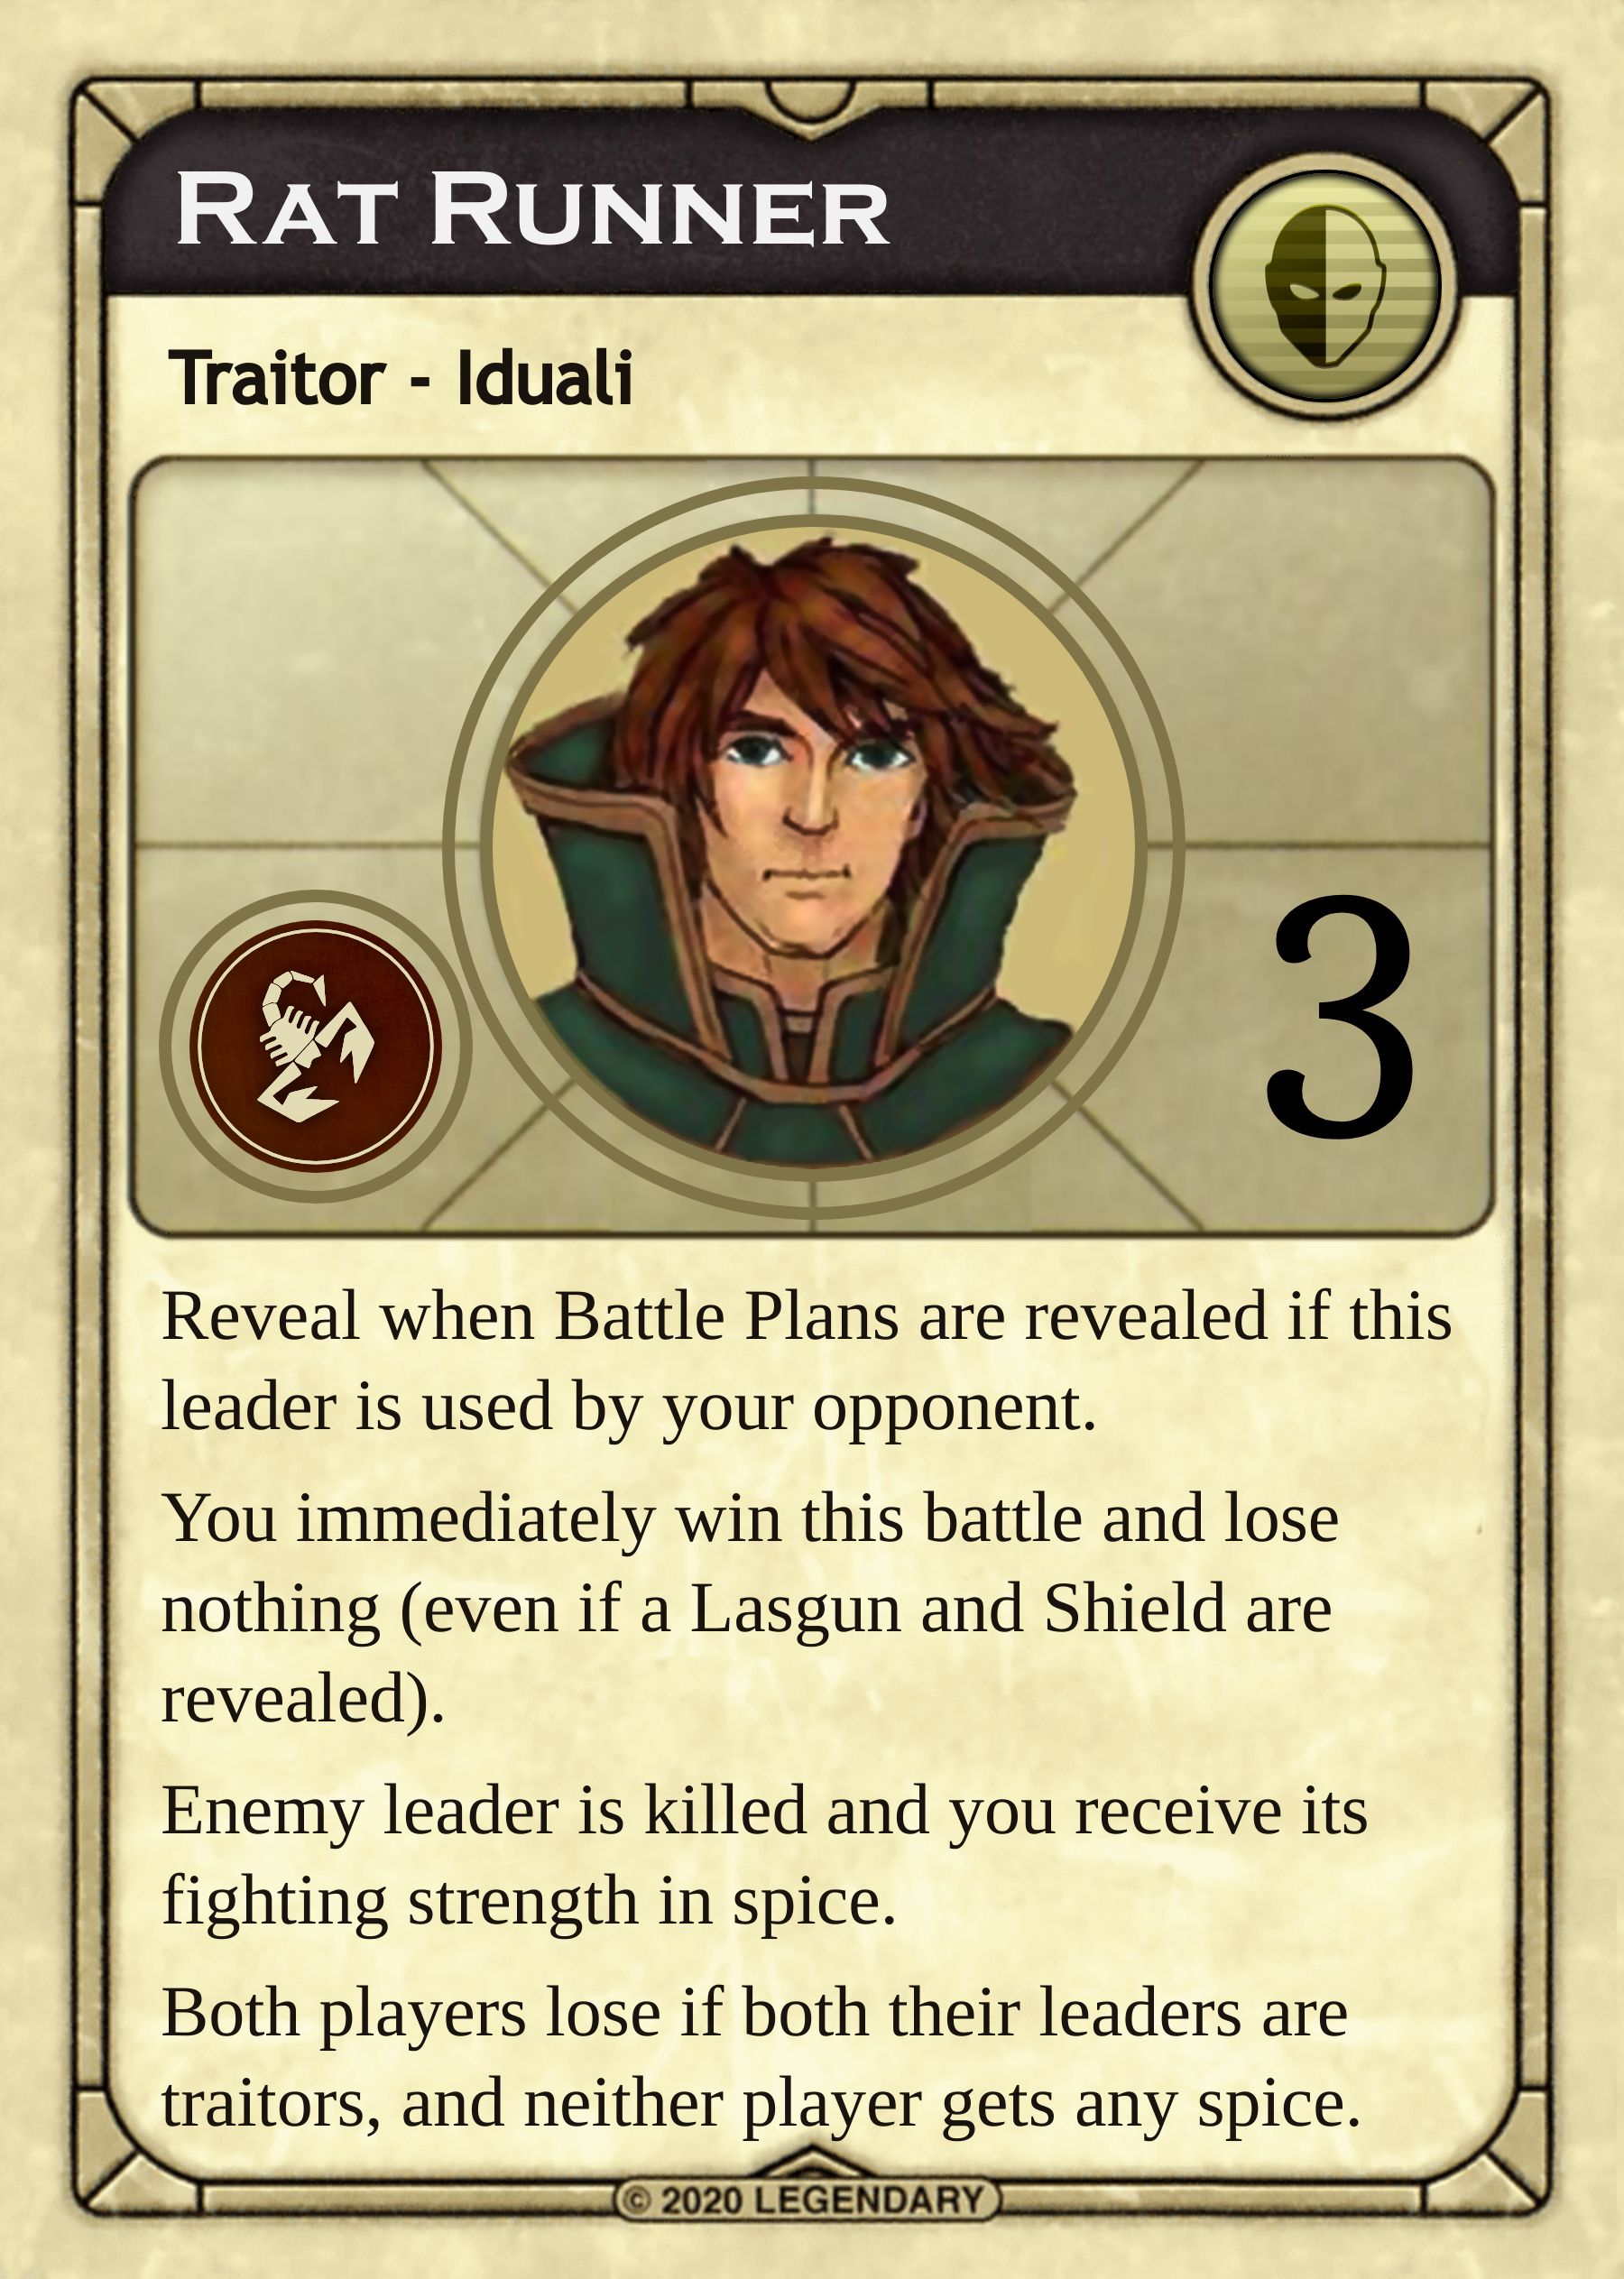 Rat Runner
Traitor - Iduali
3
Reveal when Battle Plans are revealed if this
leader is used by your opponent.
You immediately win this battle and lose
nothing (even if a Lasgun and Shield are
revealed).
Enemy leader is killed and you receive its
fighting strength in spice.
Both players lose if both their leaders are
traitors, and neither player gets any spice.
© 2020 LEGENDARY